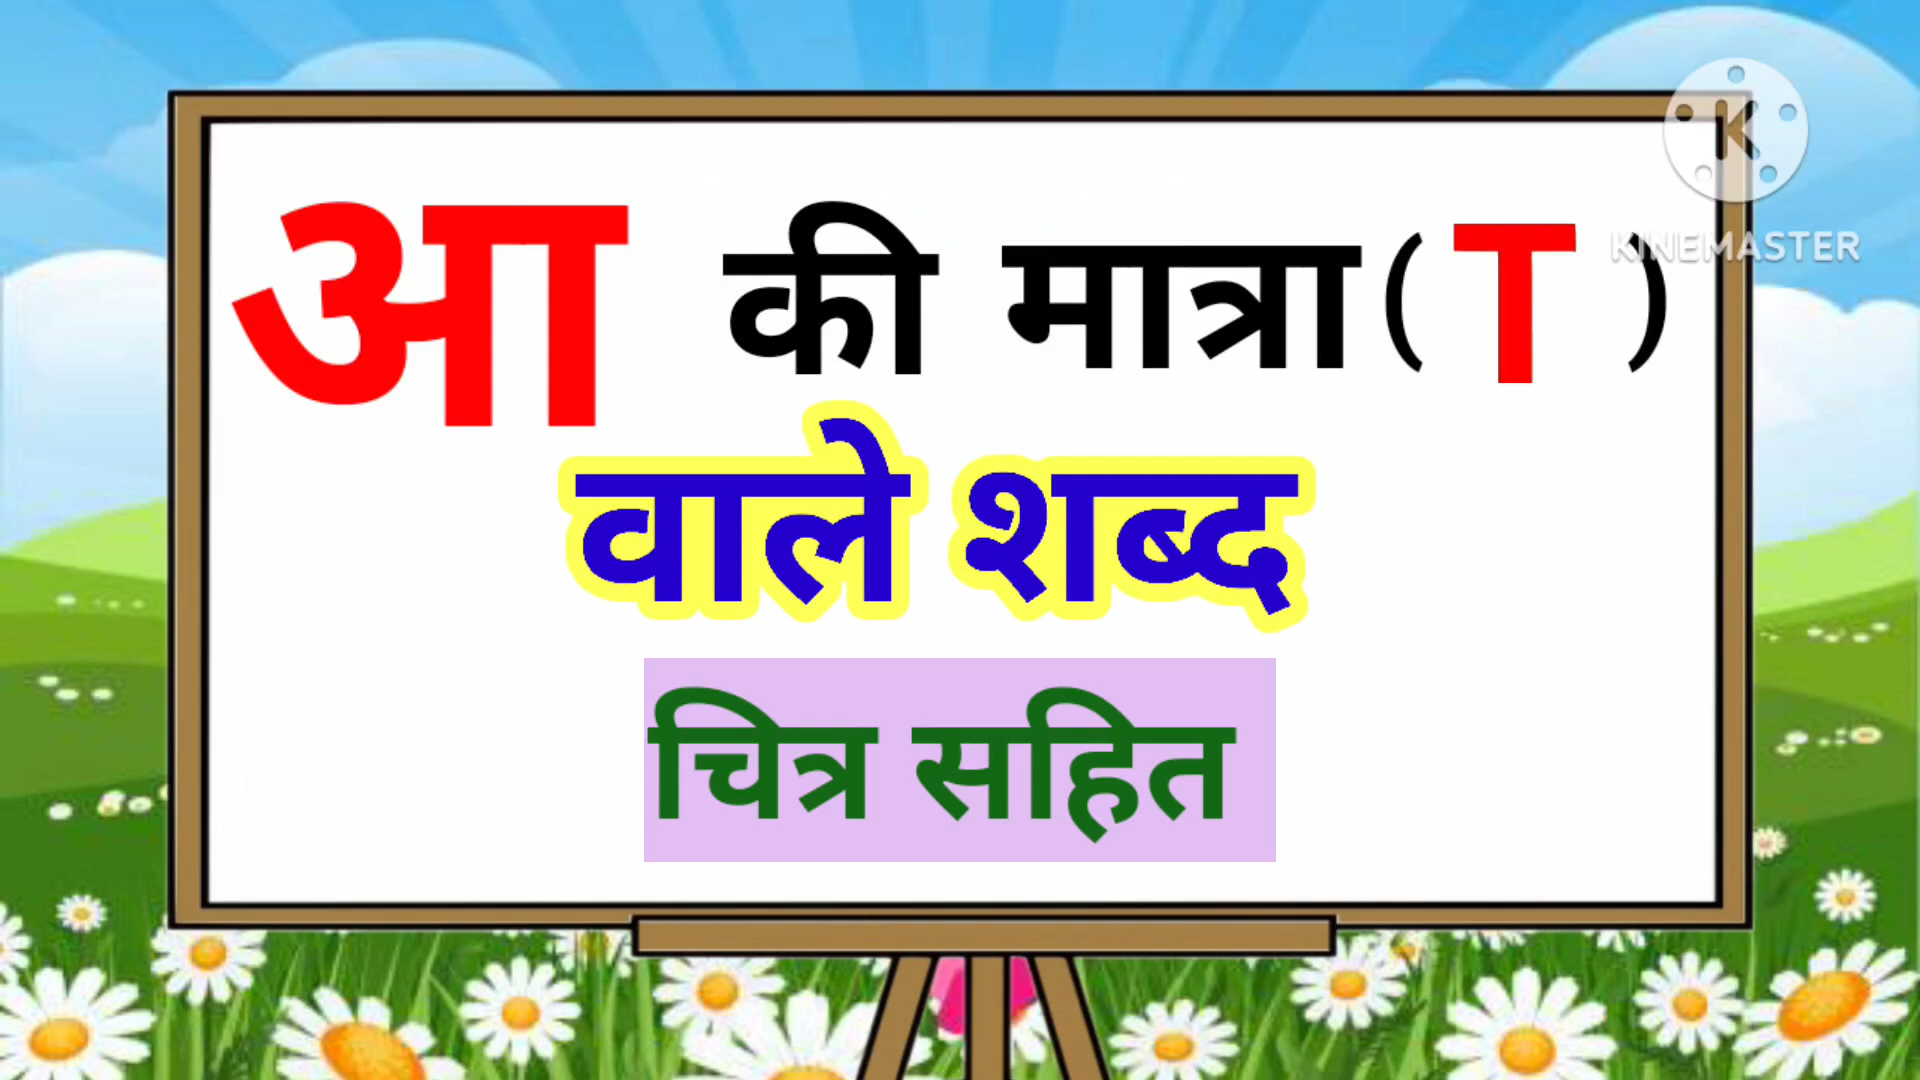 आ की मात्रा ( T )
वाले शब्द
चित्र सहित
KINEMASTER